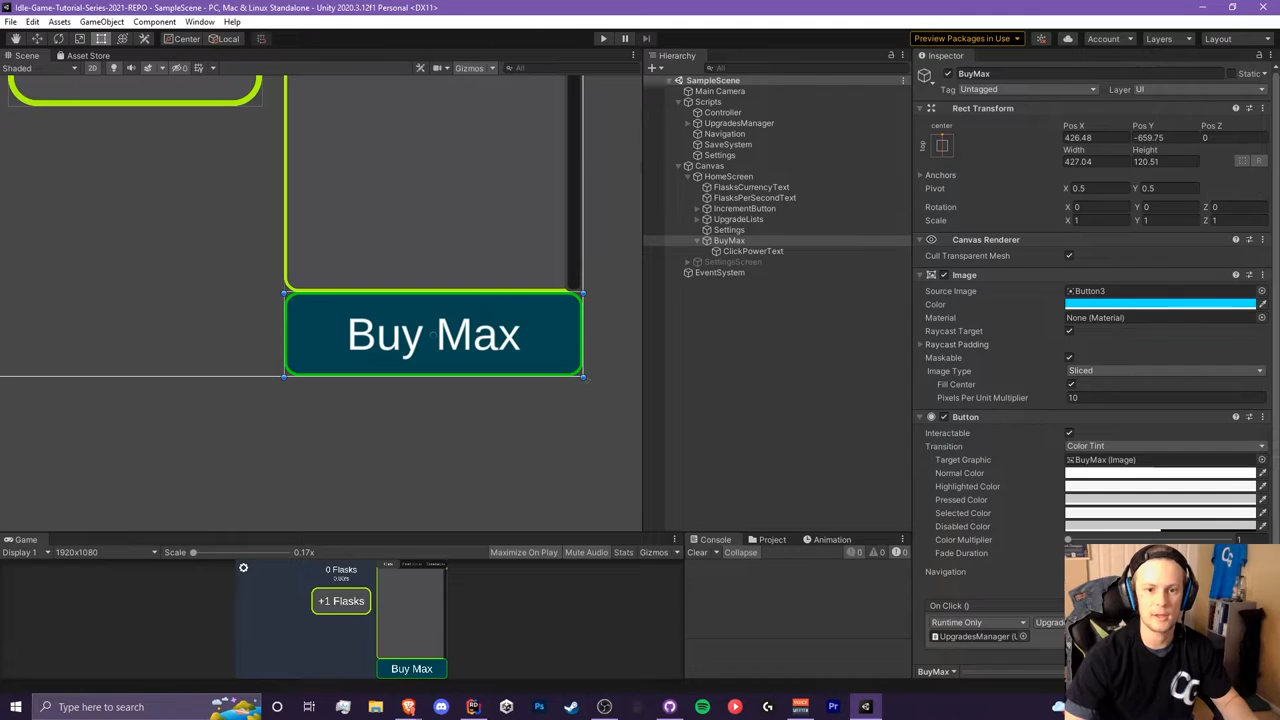 Idle-Game-Tutorial-Series-2021-REPO - SampleScene - PC, Mac & Linux Standalone - Unity 2020.3.12f1 Personal <DX11>
File Edit Assets GameObject Component Window Help
Center Local Preview Packages in Use Account Layers Layout
Scene Asset Store
Shaded 2D 0 Gizmos All
Buy Max
Hierarchy
All
SampleScene
Main Camera
Scripts
Controller
UpgradesManager
Navigation
SaveSystem
Settings
Canvas
HomeScreen
FlasksCurrencyText
FlasksPerSecondText
IncrementButton
UpgradeLists
Settings
BuyMax
ClickPowerText
SettingsScreen
EventSystem
Inspector
BuyMax Static
Tag Untagged Layer UI
Rect Transform
center Pos X Pos Y Pos Z
top 426.48 -659.75 0
Width Height
427.04 120.51 R
Anchors
Pivot X 0.5 Y 0.5
Rotation X 0 Y 0 Z 0
Scale X 1 Y 1 Z 1
Canvas Renderer
Cull Transparent Mesh
Image
Source Image Button3
Color
Material None (Material)
Raycast Target
Raycast Padding
Maskable
Image Type Sliced
Fill Center
Pixels Per Unit Multiplier 10
Button
Interactable
Transition Color Tint
Target Graphic BuyMax (Image)
Normal Color
Highlighted Color
Pressed Color
Selected Color
Disabled Color
Color Multiplier 1
Fade Duration
Navigation
On Click ()
Runtime Only Upgrade
UpgradesManager (U
BuyMax
Game
Display 1 1920x1080 Scale 0.17x Maximize On Play Mute Audio Stats Gizmos
0 Flasks
+1 Flasks
Buy Max
Console Project Animation
Clear Collapse 0 0 0
Type here to search